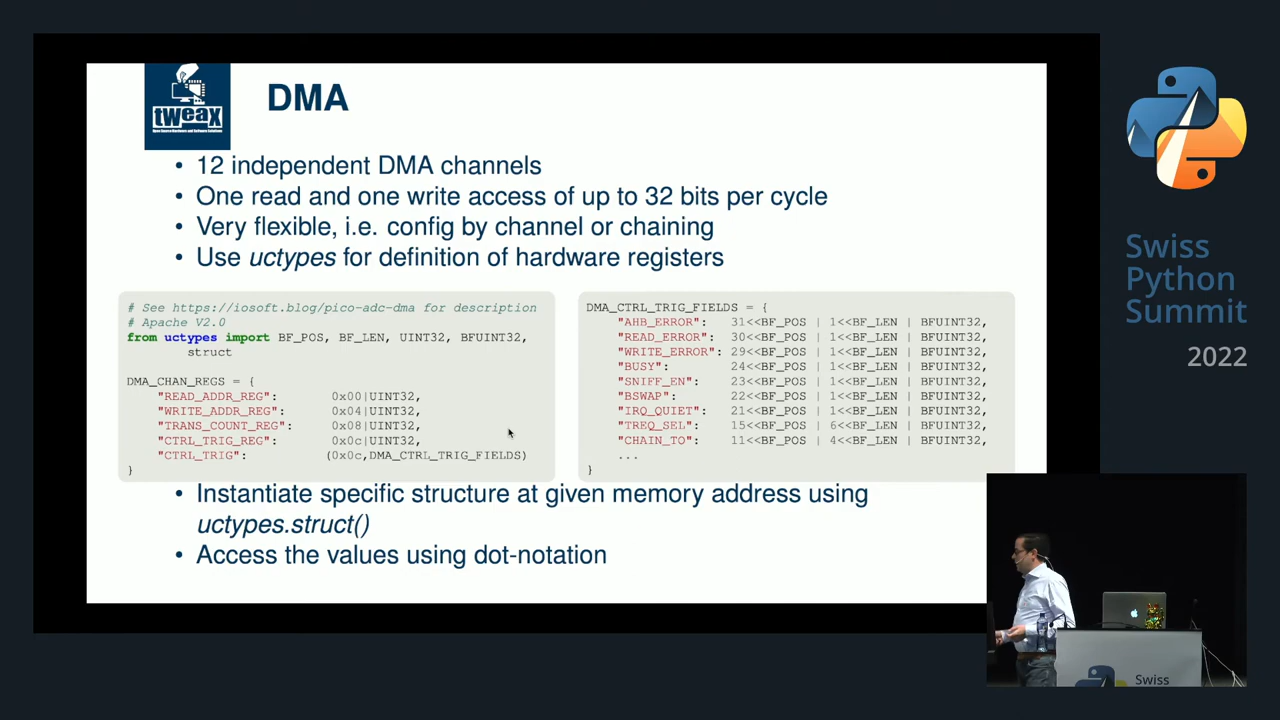 tweax
Open Source Hardware and Software Solutions
DMA
• 12 independent DMA channels
• One read and one write access of up to 32 bits per cycle
• Very flexible, i.e. config by channel or chaining
• Use uctypes for definition of hardware registers
# See https://iosoft.blog/pico-adc-dma for description
# Apache V2.0
from uctypes import BF_POS, BF_LEN, UINT32, BFUINT32,
struct
DMA_CHAN_REGS = {
"READ_ADDR_REG": 0x00|UINT32,
"WRITE_ADDR_REG": 0x04|UINT32,
"TRANS_COUNT_REG": 0x08|UINT32,
"CTRL_TRIG_REG": 0x0c|UINT32,
"CTRL_TRIG": (0x0c,DMA_CTRL_TRIG_FIELDS)
}
DMA_CTRL_TRIG_FIELDS = {
"AHB_ERROR": 31<<BF_POS | 1<<BF_LEN | BFUINT32,
"READ_ERROR": 30<<BF_POS | 1<<BF_LEN | BFUINT32,
"WRITE_ERROR": 29<<BF_POS | 1<<BF_LEN | BFUINT32,
"BUSY": 24<<BF_POS | 1<<BF_LEN | BFUINT32,
"SNIFF_EN": 23<<BF_POS | 1<<BF_LEN | BFUINT32,
"BSWAP": 22<<BF_POS | 1<<BF_LEN | BFUINT32,
"IRQ_QUIET": 21<<BF_POS | 1<<BF_LEN | BFUINT32,
"TREQ_SEL": 15<<BF_POS | 6<<BF_LEN | BFUINT32,
"CHAIN_TO": 11<<BF_POS | 4<<BF_LEN | BFUINT32,
...
}
• Instantiate specific structure at given memory address using
uctypes.struct()
• Access the values using dot-notation
Swiss
Python
Summit
2022
Swiss